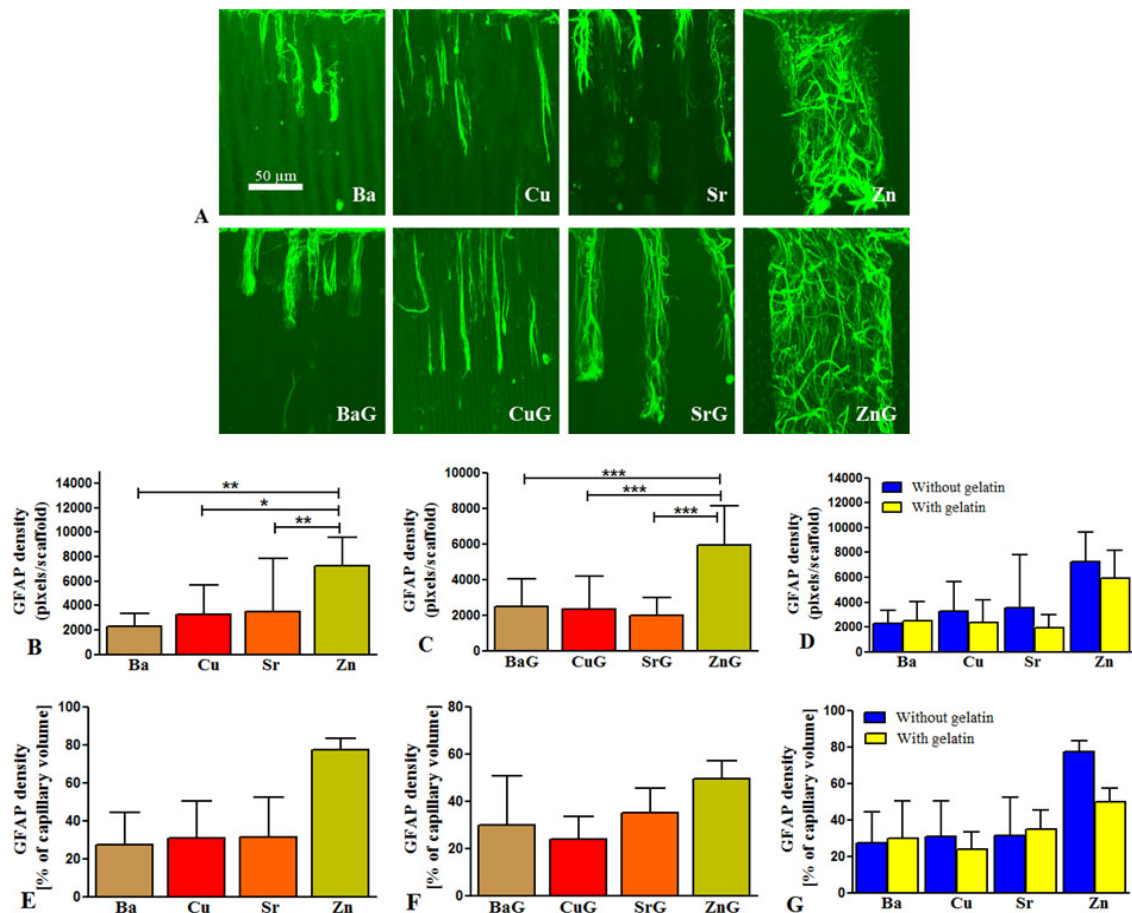 50 µm
Ba
Cu
Sr
Zn
A
BaG
CuG
SrG
ZnG
GFAP density
(pixels/scaffold)
14000
12000
10000
8000
6000
4000
2000
0
**
*
**
B
Ba
Cu
Sr
Zn
GFAP density
(pixels/scaffold)
10000
8000
6000
4000
2000
0
***
***
***
C
BaG
CuG
SrG
ZnG
GFAP density
(pixels/scaffold)
14000
12000
10000
8000
6000
4000
2000
0
Without gelatin
With gelatin
D
Ba
Cu
Sr
Zn
GFAP density
[% of capillary volume]
100
80
60
40
20
0
E
Ba
Cu
Sr
Zn
GFAP density
[% of capillary volume]
80
60
40
20
0
F
BaG
CuG
SrG
ZnG
GFAP density
[% of capillary volume]
100
80
60
40
20
0
Without gelatin
With gelatin
G
Ba
Cu
Sr
Zn